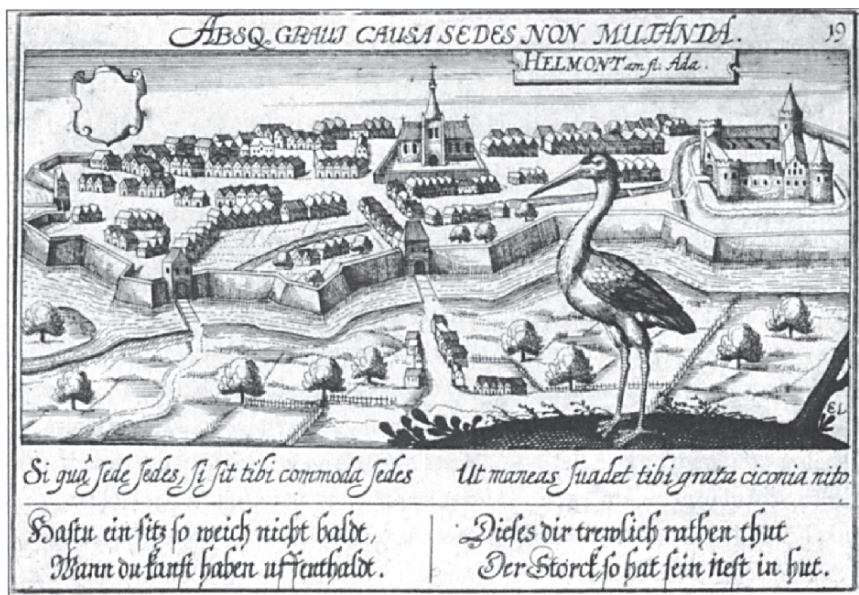 ABSQ. GRAUI CAUSA SEDES NON MUTANDA.
19
HELMONT am fl: Ada.
EL
Si quâ sede sedes, si sit tibi commoda sedes
Ut maneas suadet tibi grata ciconia nito.
Hastu ein sitz so weich nicht baldt,
Wann du kanst haben uffenthaldt.
Dieses dir trewlich rathen thut
Der Storck, so hat sein Nest in hut.